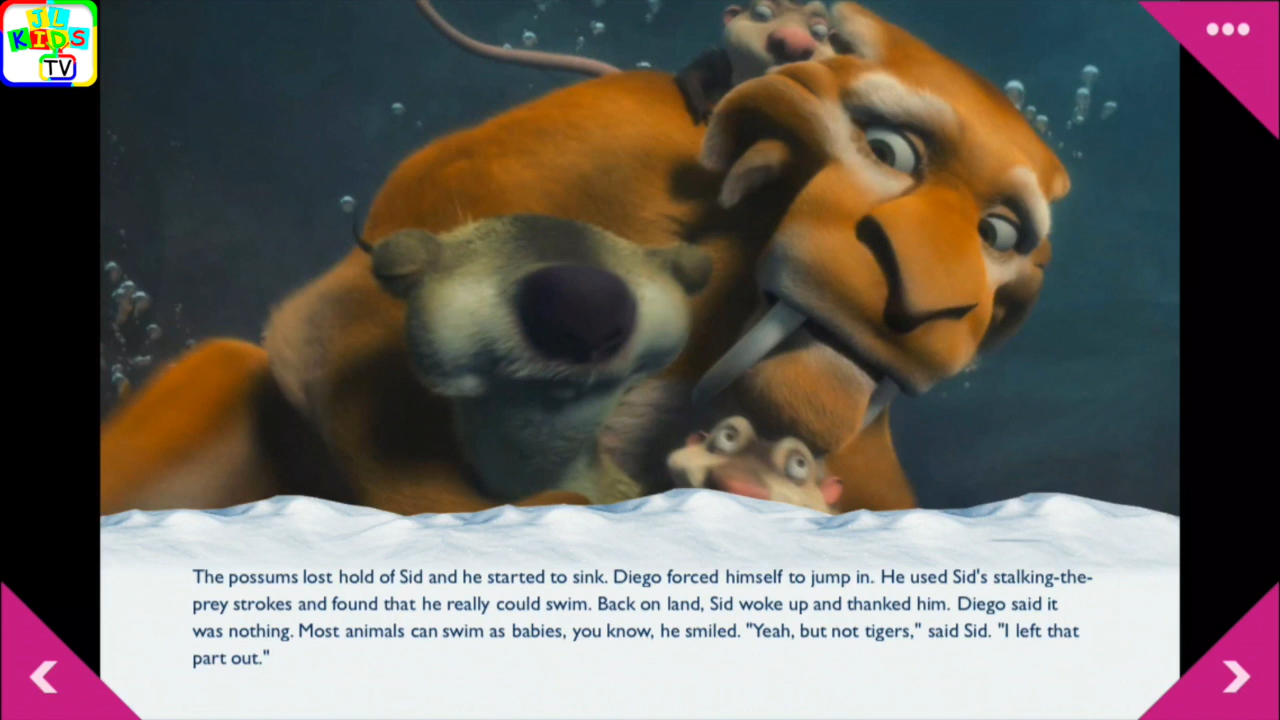 JL
KIDS
TV
The possums lost hold of Sid and he started to sink. Diego forced himself to jump in. He used Sid's stalking-the-
prey strokes and found that he really could swim. Back on land, Sid woke up and thanked him. Diego said it
was nothing. Most animals can swim as babies, you know, he smiled. "Yeah, but not tigers," said Sid. "I left that
part out."